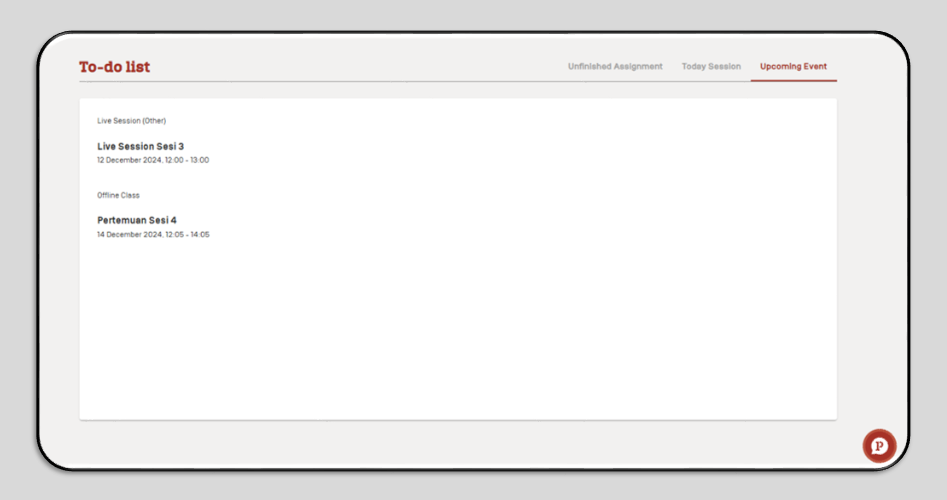 To-do list
Unfinished Assignment Today Session Upcoming Event
Live Session (Other)
Live Session Sesi 3
12 December 2024, 12:00 - 13:00
Offline Class
Pertemuan Sesi 4
14 December 2024, 12:05 - 14:05
P